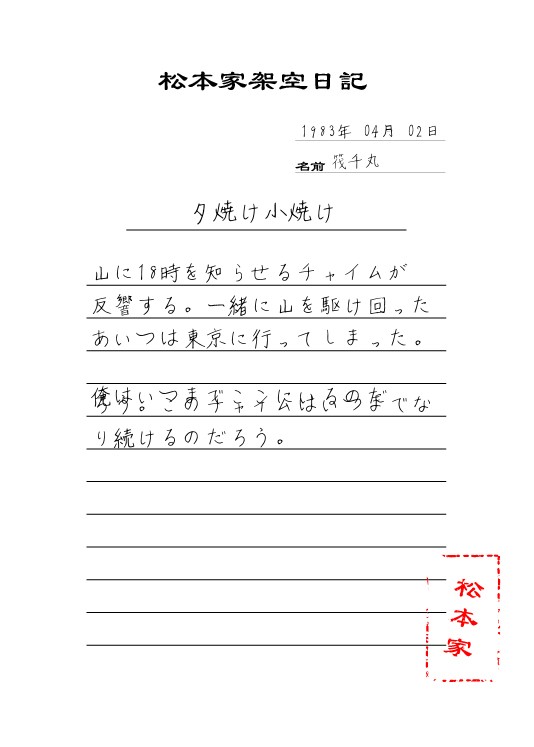 松本家架空日記
1983年 04月 02日
名前 筏千丸
夕焼け小焼け
山に18時を知らせるチャイムが
反響する。一緒に山を駆け回った
あいつは東京に行ってしまった。
り続けるのだろう。
松
本
家